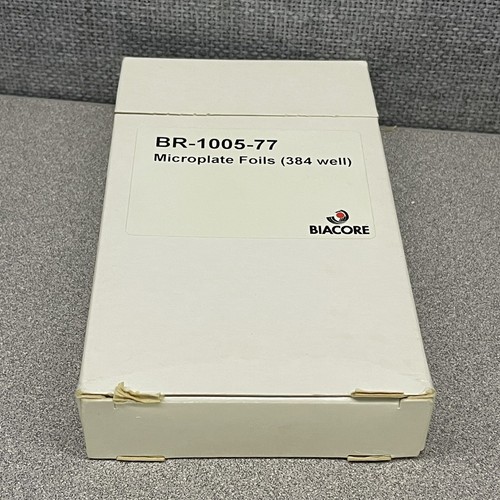 BR-1005-77
Microplate Foils (384 well)
BIACORE